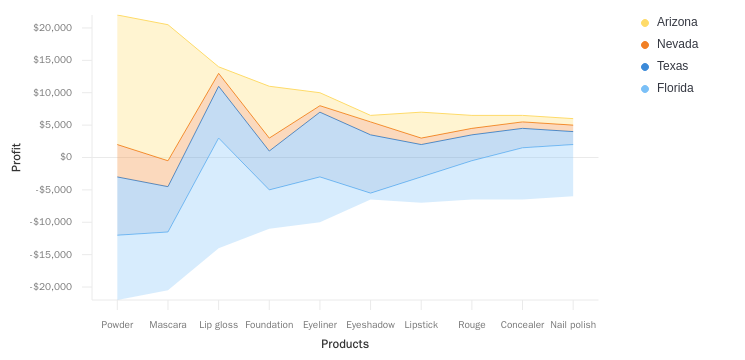 $20,000
$15,000
$10,000
$5,000
$0
-$5,000
-$10,000
-$15,000
-$20,000
Profit
Powder Mascara Lip gloss Foundation Eyeliner Eyeshadow Lipstick Rouge Concealer Nail polish
Products
Arizona
Nevada
Texas
Florida